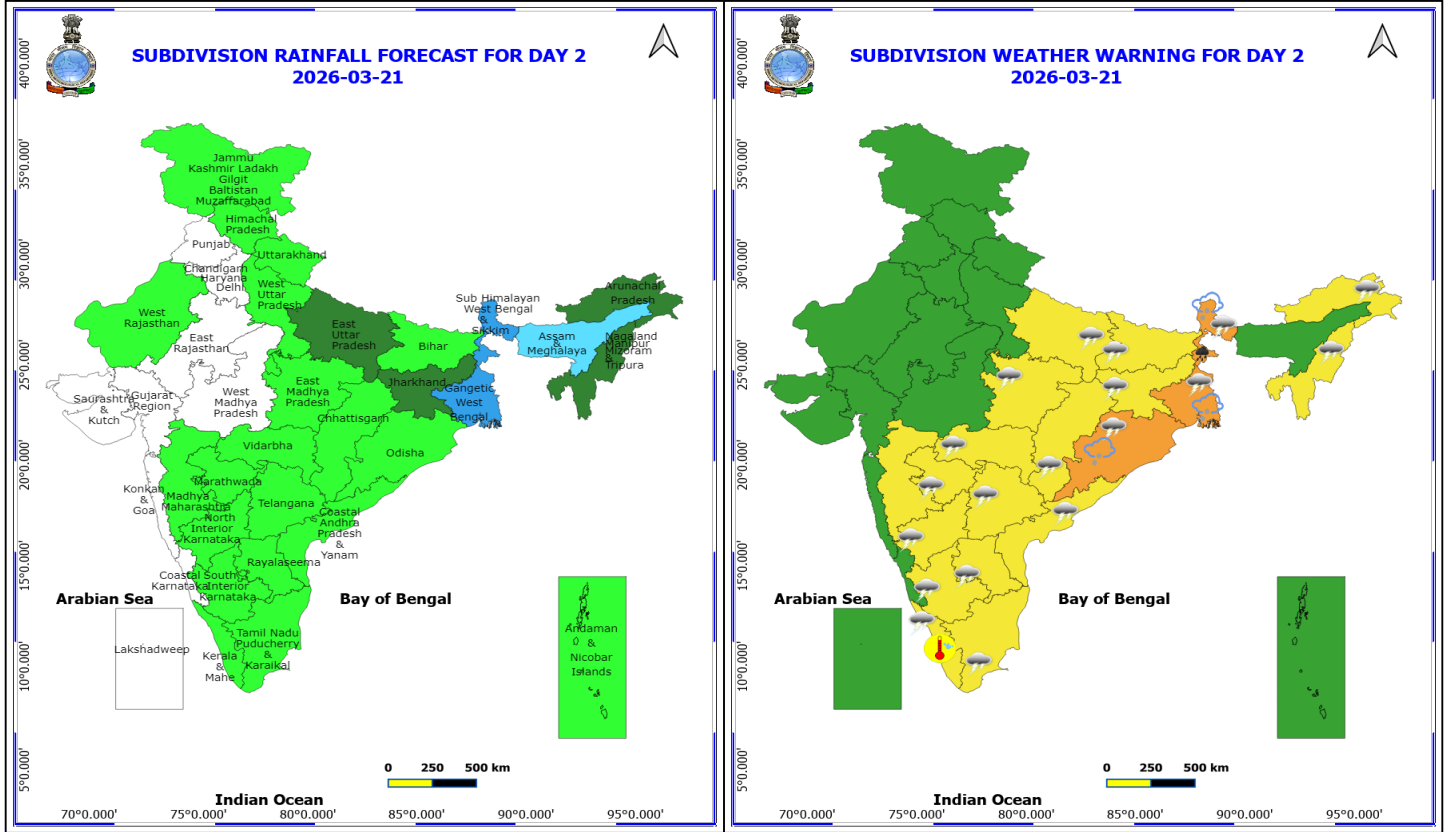 SUBDIVISION RAINFALL FORECAST FOR DAY 2
2026-03-21
40°0.000'
35°0.000'
30°0.000'
25°0.000'
20°0.000'
15°0.000'
10°0.000'
5°0.000'
Jammu
Kashmir Ladakh
Gilgit
Baltistan
Muzaffarabad
Himachal
Pradesh
Punjab
Uttarakhand
Chandigarh
Haryana
Delhi
West
Uttar
Pradesh
West
Rajasthan
East
Rajasthan
East
Uttar
Pradesh
Bihar
Sub Himalayan
West Bengal
&
Sikkim
Arunachal
Pradesh
Assam
&
Meghalaya
Nagaland
Manipur
Mizoram
&
Tripura
Jharkhand
Gangetic
West
Bengal
Saurashtra
&
Kutch
Gujarat
Region
West
Madhya
Pradesh
East
Madhya
Pradesh
Chhattisgarh
Vidarbha
Odisha
Konkan
&
Goa
Marathwada
Madhya
Maharashtra
North
Interior
Karnataka
Telangana
Coastal
Andhra
Pradesh
&
Yanam
Rayalaseema
Coastal
Karnataka
South
Interior
Karnataka
Arabian Sea
Bay of Bengal
Lakshadweep
Kerala
&
Mahe
Tamil Nadu
Puducherry
&
Karaikal
Andaman
&
Nicobar
Islands
0 250 500 km
Indian Ocean
70°0.000' 75°0.000' 80°0.000' 85°0.000' 90°0.000' 95°0.000'
SUBDIVISION WEATHER WARNING FOR DAY 2
2026-03-21
40°0.000'
35°0.000'
30°0.000'
25°0.000'
20°0.000'
15°0.000'
10°0.000'
5°0.000'
Arabian Sea
Bay of Bengal
0 250 500 km
Indian Ocean
70°0.000' 75°0.000' 80°0.000' 85°0.000' 90°0.000' 95°0.000'